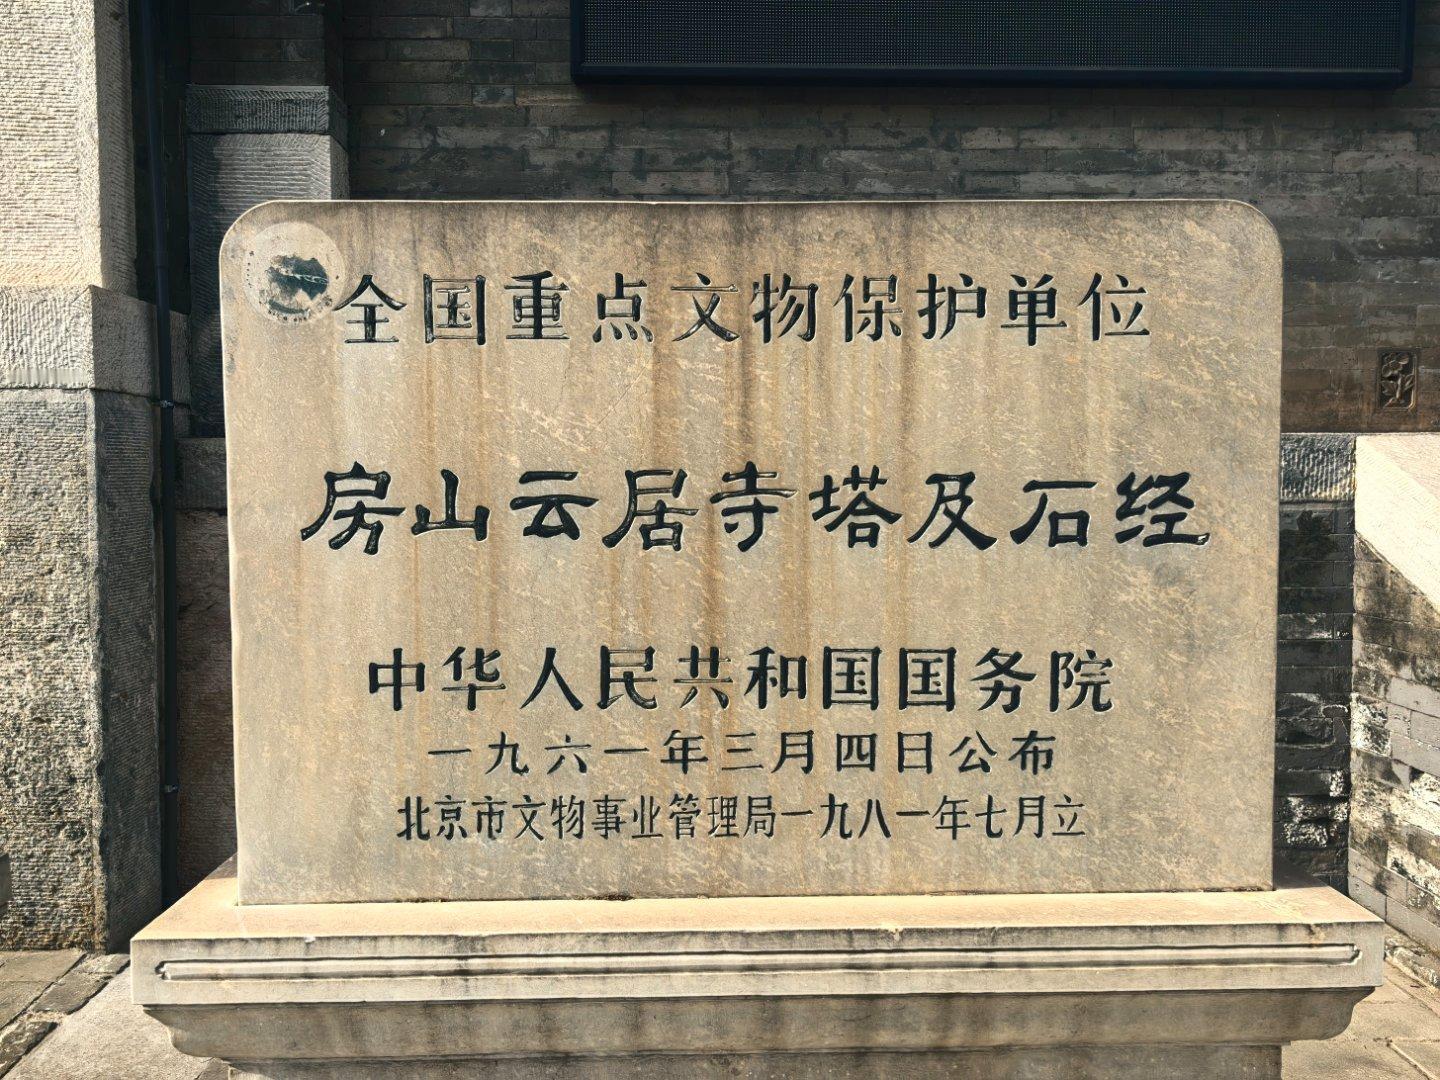 全国重点文物保护单位
房山云居寺塔及石经
中华人民共和国国务院
一九六一年三月四日公布
北京市文物事业管理局一九八一年七月立